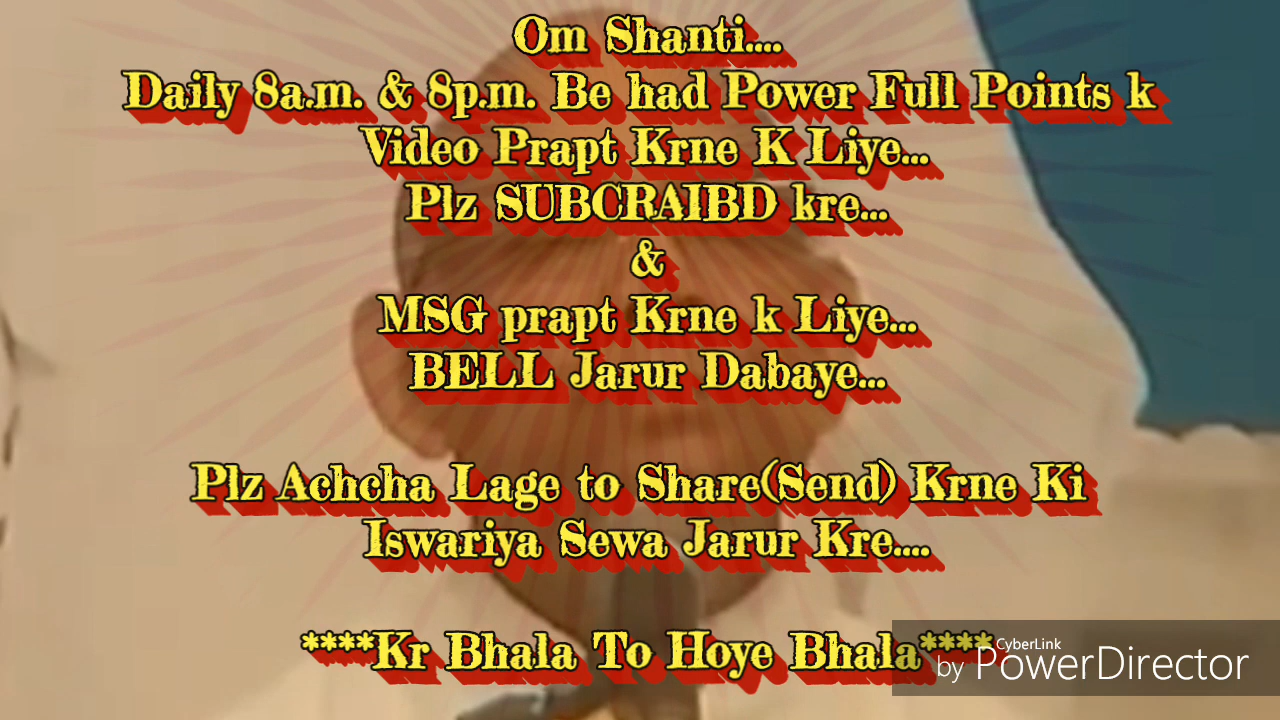 Om Shanti....
Daily 8a.m. & 8p.m. Be had Power Full Points k
Video Prapt Krne K Liye...
Plz SUBCRAIBD kre...
&
MSG prapt Krne k Liye...
BELL Jarur Dabaye...
Plz Achcha Lage to Share(Send) Krne Ki
Iswariya Sewa Jarur Kre....
****Kr Bhala To Hoye Bhala****
CyberLink
by PowerDirector